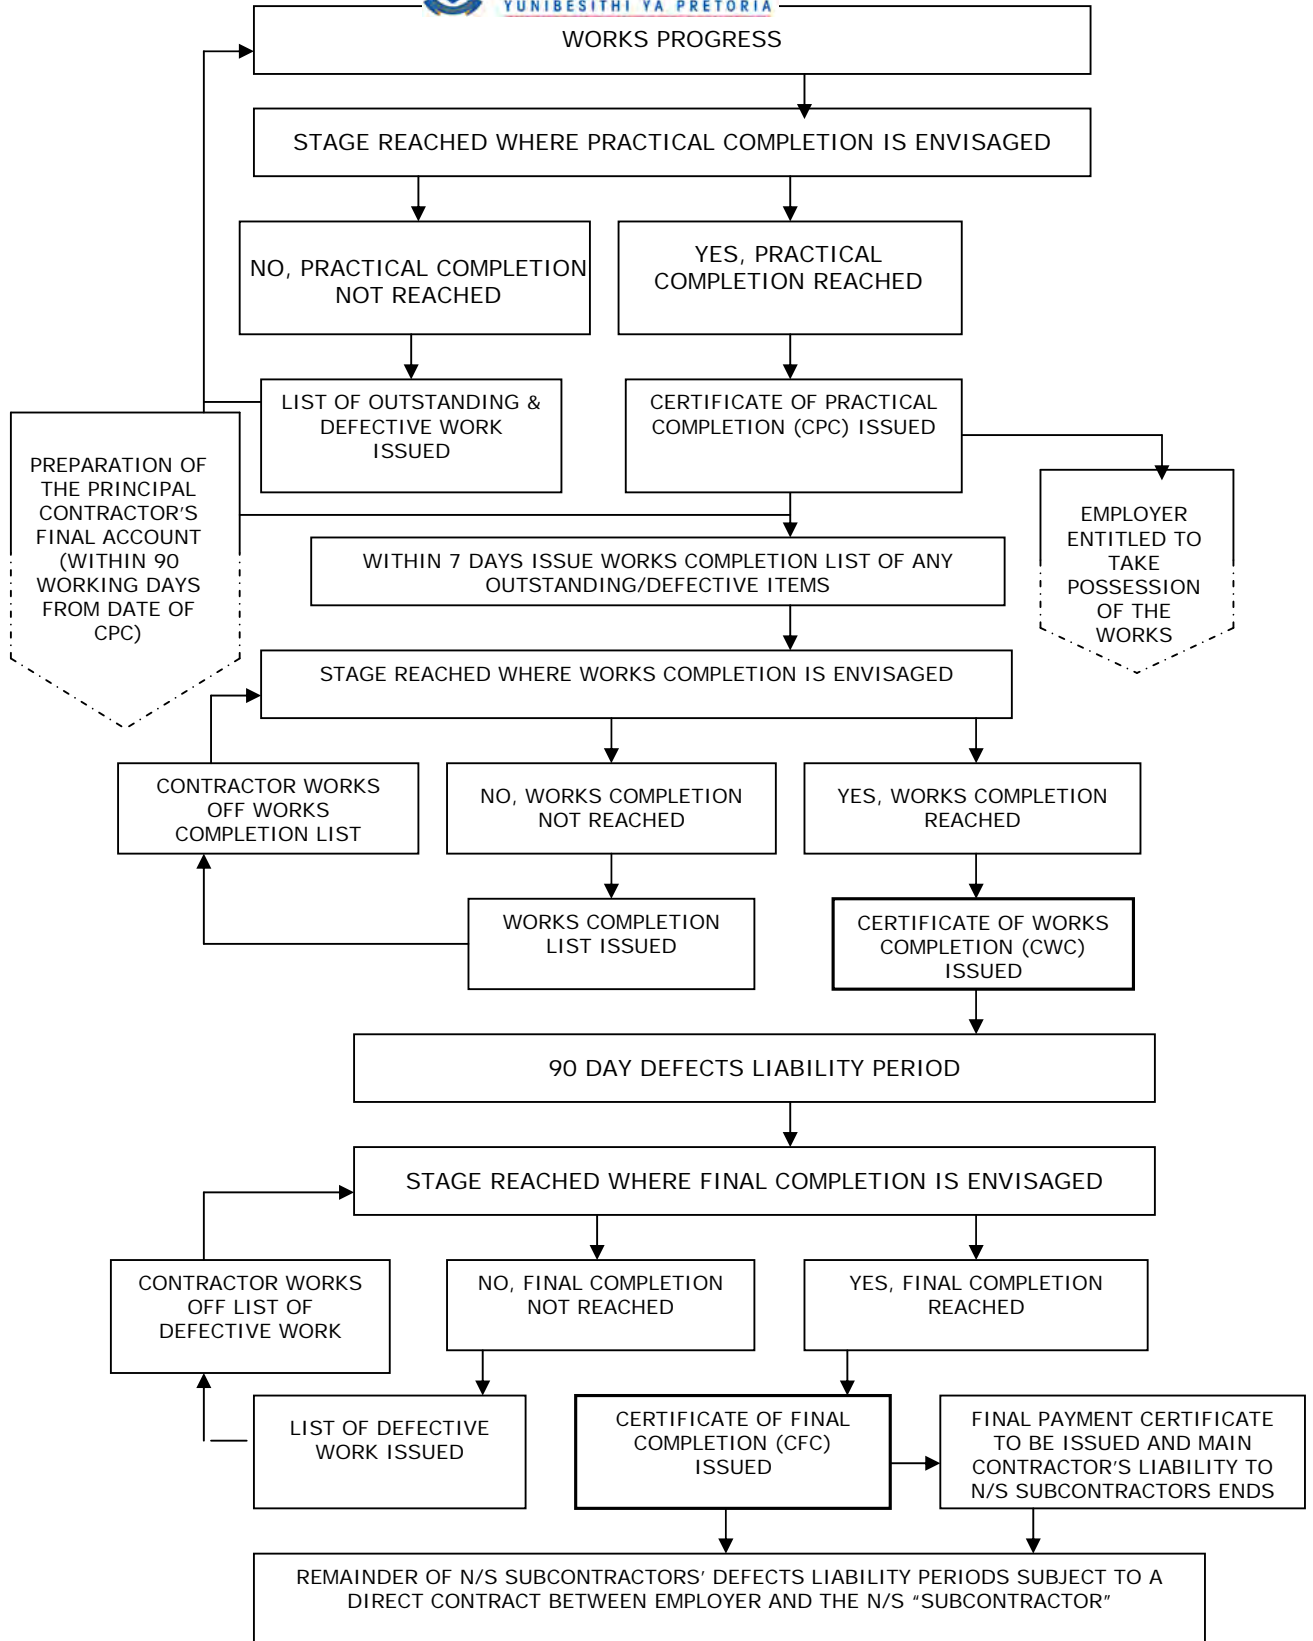 YUNIBESITHI YA PRETORIA
WORKS PROGRESS
STAGE REACHED WHERE PRACTICAL COMPLETION IS ENVISAGED
NO, PRACTICAL COMPLETION
NOT REACHED
YES, PRACTICAL
COMPLETION REACHED
LIST OF OUTSTANDING &
DEFECTIVE WORK
ISSUED
CERTIFICATE OF PRACTICAL
COMPLETION (CPC) ISSUED
PREPARATION OF
THE PRINCIPAL
CONTRACTOR'S
FINAL ACCOUNT
(WITHIN 90
WORKING DAYS
FROM DATE OF
CPC)
EMPLOYER
ENTITLED TO
TAKE
POSSESSION
OF THE
WORKS
WITHIN 7 DAYS ISSUE WORKS COMPLETION LIST OF ANY
OUTSTANDING/DEFECTIVE ITEMS
STAGE REACHED WHERE WORKS COMPLETION IS ENVISAGED
CONTRACTOR WORKS
OFF WORKS
COMPLETION LIST
NO, WORKS COMPLETION
NOT REACHED
YES, WORKS COMPLETION
REACHED
WORKS COMPLETION
LIST ISSUED
CERTIFICATE OF WORKS
COMPLETION (CWC)
ISSUED
90 DAY DEFECTS LIABILITY PERIOD
STAGE REACHED WHERE FINAL COMPLETION IS ENVISAGED
CONTRACTOR WORKS
OFF LIST OF
DEFECTIVE WORK
NO, FINAL COMPLETION
NOT REACHED
YES, FINAL COMPLETION
REACHED
LIST OF DEFECTIVE
WORK ISSUED
CERTIFICATE OF FINAL
COMPLETION (CFC)
ISSUED
FINAL PAYMENT CERTIFICATE
TO BE ISSUED AND MAIN
CONTRACTOR'S LIABILITY TO
N/S SUBCONTRACTORS ENDS
REMAINDER OF N/S SUBCONTRACTORS' DEFECTS LIABILITY PERIODS SUBJECT TO A
DIRECT CONTRACT BETWEEN EMPLOYER AND THE N/S "SUBCONTRACTOR"